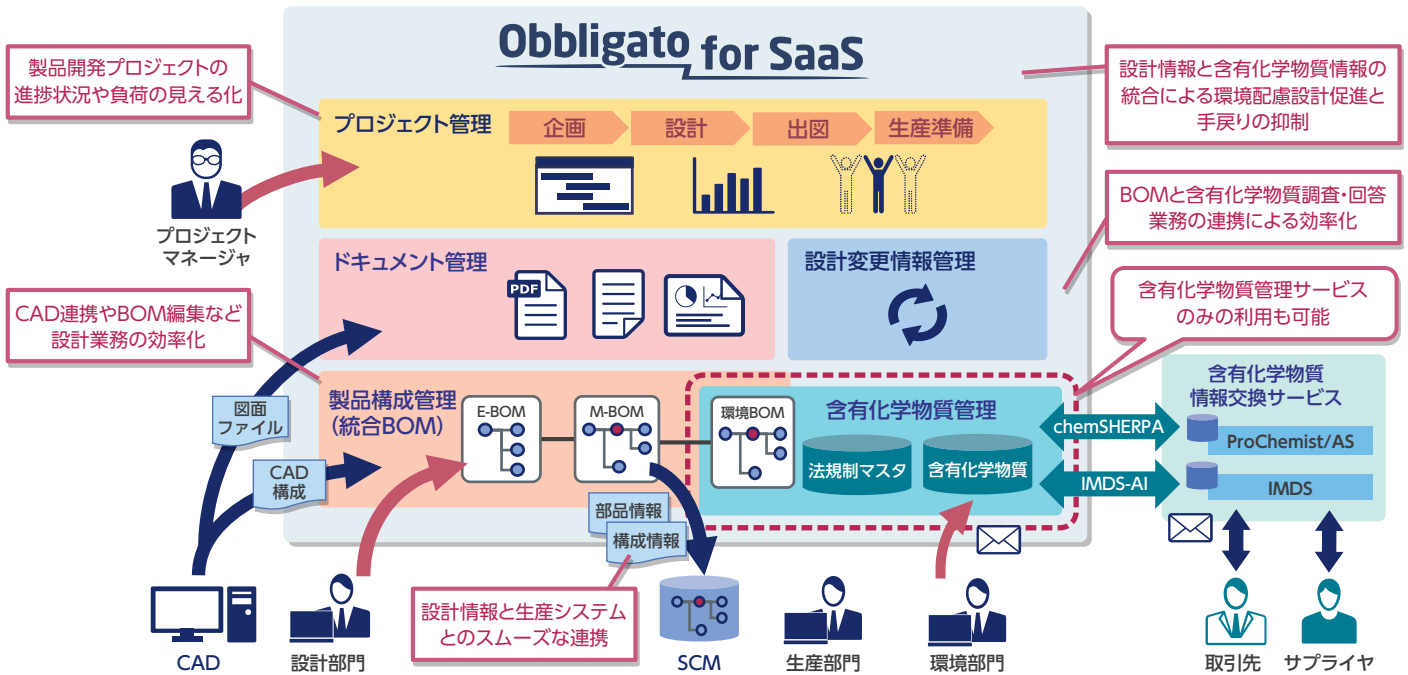 Obbligato for SaaS
製品開発プロジェクトの
進捗状況や負荷の見える化
設計情報と含有化学物質情報の
統合による環境配慮設計促進と
手戻りの抑制
プロジェクト管理
企画
設計
出図
生産準備
プロジェクト
マネージャ
BOMと含有化学物質調査・回答
業務の連携による効率化
ドキュメント管理
PDF
設計変更情報管理
含有化学物質管理サービス
のみの利用も可能
CAD連携やBOM編集など
設計業務の効率化
製品構成管理
（統合BOM）
E-BOM
M-BOM
環境BOM
含有化学物質管理
法規制マスタ
含有化学物質
chemSHERPA
IMDS-AI
含有化学物質
情報交換サービス
ProChemist/AS
IMDS
図面
ファイル
CAD
構成
部品情報
構成情報
設計情報と生産システム
とのスムーズな連携
CAD
設計部門
SCM
生産部門
環境部門
取引先
サプライヤ